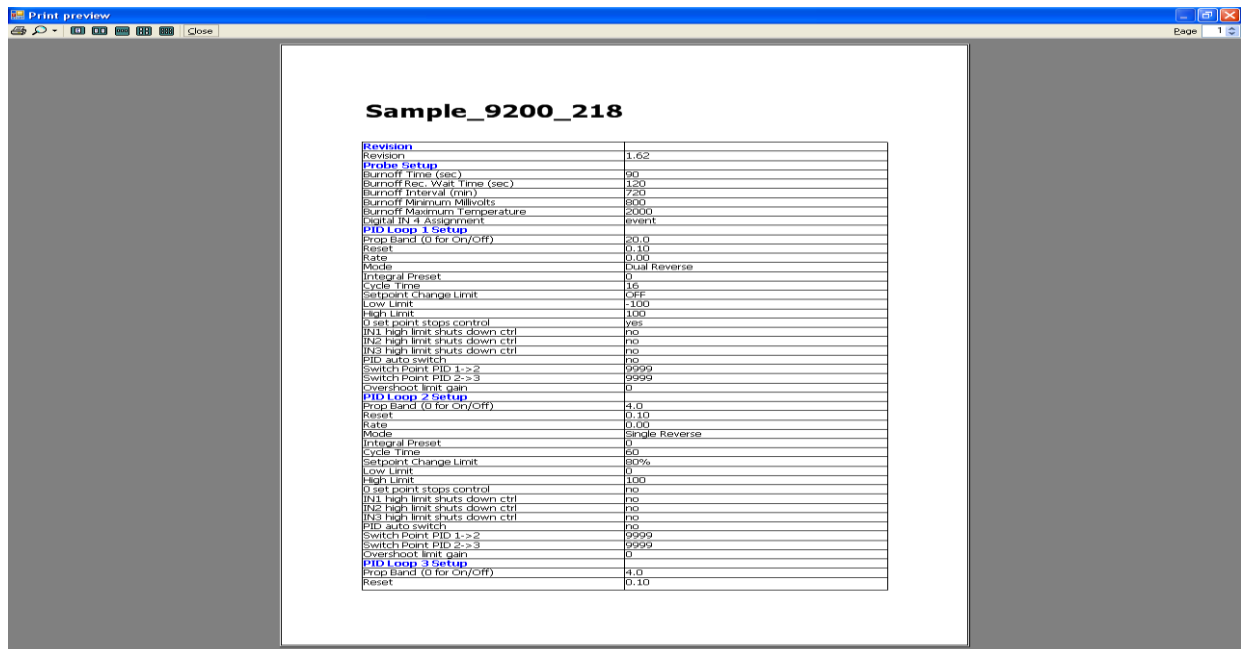 Print preview
Close
Page 1
Sample_9200_218
Revision
Revision 1.62
Probe Setup
Burnoff Time (sec) 90
Burnoff Rec. Wait Time (sec) 120
Burnoff Interval (min) 720
Burnoff Minimum Millivolts 800
Burnoff Maximum Temperature 2000
Digital IN 4 Assignment event
PID Loop 1 Setup
Prop Band (0 for On/Off) 20.0
Reset 0.10
Rate 0.00
Mode Dual Reverse
Integral Preset 0
Cycle Time 16
Setpoint Change Limit OFF
Low Limit -100
High Limit 100
0 set point stops control yes
IN1 high limit shuts down ctrl no
IN2 high limit shuts down ctrl no
IN3 high limit shuts down ctrl no
PID auto switch no
Switch Point PID 1->2 9999
Switch Point PID 2->3 9999
Overshoot limit gain 0
PID Loop 2 Setup
Prop Band (0 for On/Off) 4.0
Reset 0.10
Rate 0.00
Mode Single Reverse
Integral Preset 0
Cycle Time 60
Setpoint Change Limit 80%
Low Limit 0
High Limit 100
0 set point stops control no
IN1 high limit shuts down ctrl no
IN2 high limit shuts down ctrl no
IN3 high limit shuts down ctrl no
PID auto switch no
Switch Point PID 1->2 9999
Switch Point PID 2->3 9999
Overshoot limit gain 0
PID Loop 3 Setup
Prop Band (0 for On/Off) 4.0
Reset 0.10